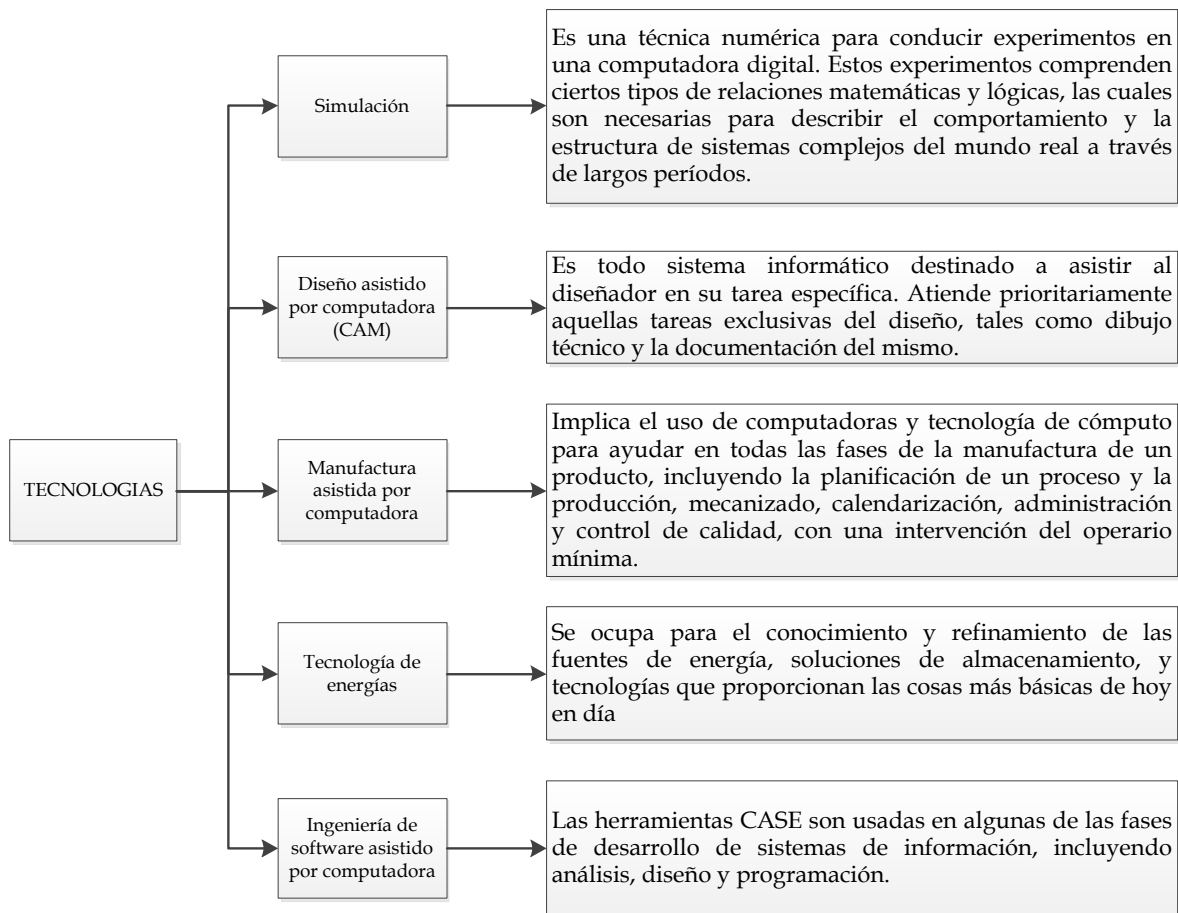 TECNOLOGIAS
Simulación
Es una técnica numérica para conducir experimentos en
una computadora digital. Estos experimentos comprenden
ciertos tipos de relaciones matemáticas y lógicas, las cuales
son necesarias para describir el comportamiento y la
estructura de sistemas complejos del mundo real a través
de largos períodos.
Diseño asistido
por computadora
(CAM)
Es todo sistema informático destinado a asistir al
diseñador en su tarea específica. Atiende prioritariamente
aquellas tareas exclusivas del diseño, tales como dibujo
técnico y la documentación del mismo.
Manufactura
asistida por
computadora
Implica el uso de computadoras y tecnología de cómputo
para ayudar en todas las fases de la manufactura de un
producto, incluyendo la planificación de un proceso y la
producción, mecanizado, calendarización, administración
y control de calidad, con una intervención del operario
mínima.
Tecnología de
energías
Se ocupa para el conocimiento y refinamiento de las
fuentes de energía, soluciones de almacenamiento, y
tecnologías que proporcionan las cosas más básicas de hoy
en día
Ingeniería de
software asistido
por computadora
Las herramientas CASE son usadas en algunas de las fases
de desarrollo de sistemas de información, incluyendo
análisis, diseño y programación.